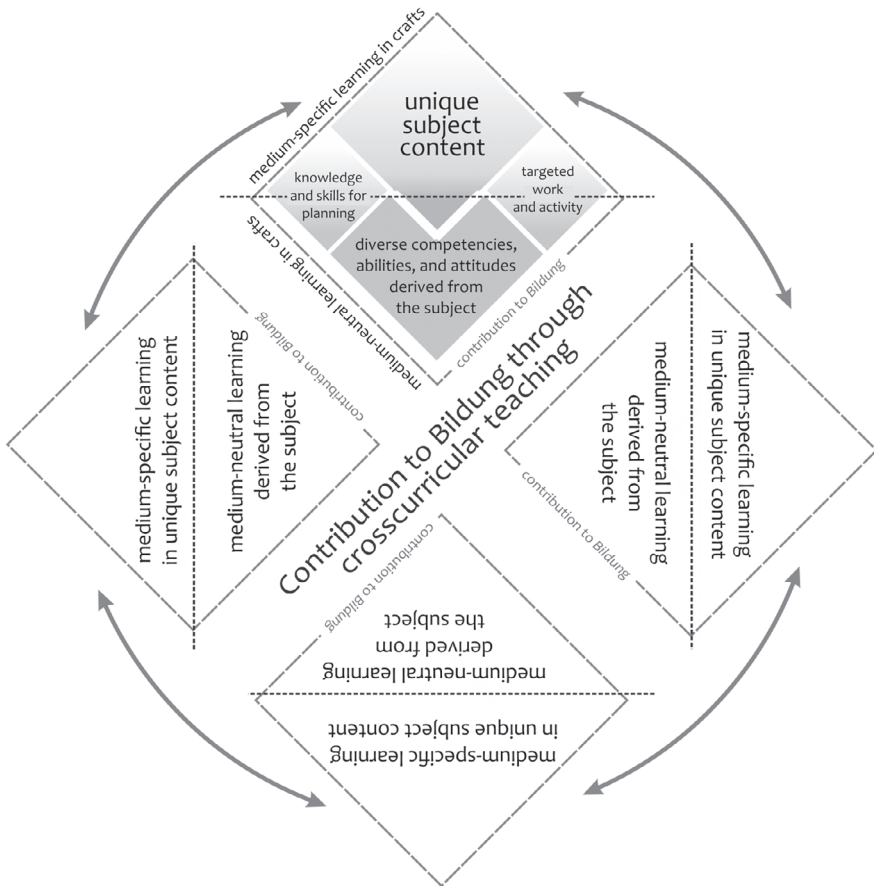 medium-specific learning in crafts
unique
subject
content
knowledge
and skills for
planning
targeted
work
and activity
medium-neutral learning in crafts
diverse competencies,
abilities, and attitudes
derived from
the subject
contribution to Bildung
medium-specific learning
in unique subject content
medium-neutral learning
derived from
the subject
contribution to Bildung
Contribution to Bildung through
crosscurricular teaching
medium-specific learning
in unique subject content
medium-neutral learning
derived from
the subject
contribution to Bildung
contribution to Bildung
medium-neutral learning
derived from
the subject
medium-specific learning
in unique subject content